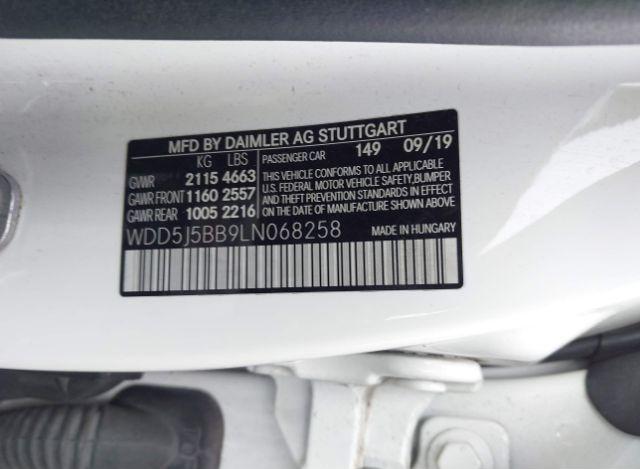 MFD BY DAIMLER AG STUTTGART
KG LBS PASSENGER CAR 149 09/19
GVWR 2115 4663
GAWR FRONT 1160 2557
GAWR REAR 1005 2216
THIS VEHICLE CONFORMS TO ALL APPLICABLE
U.S. FEDERAL MOTOR VEHICLE SAFETY, BUMPER,
AND THEFT PREVENTION STANDARDS IN EFFECT
ON THE DATE OF MANUFACTURE SHOWN ABOVE.
WDD5J5BB9LN068258 MADE IN HUNGARY